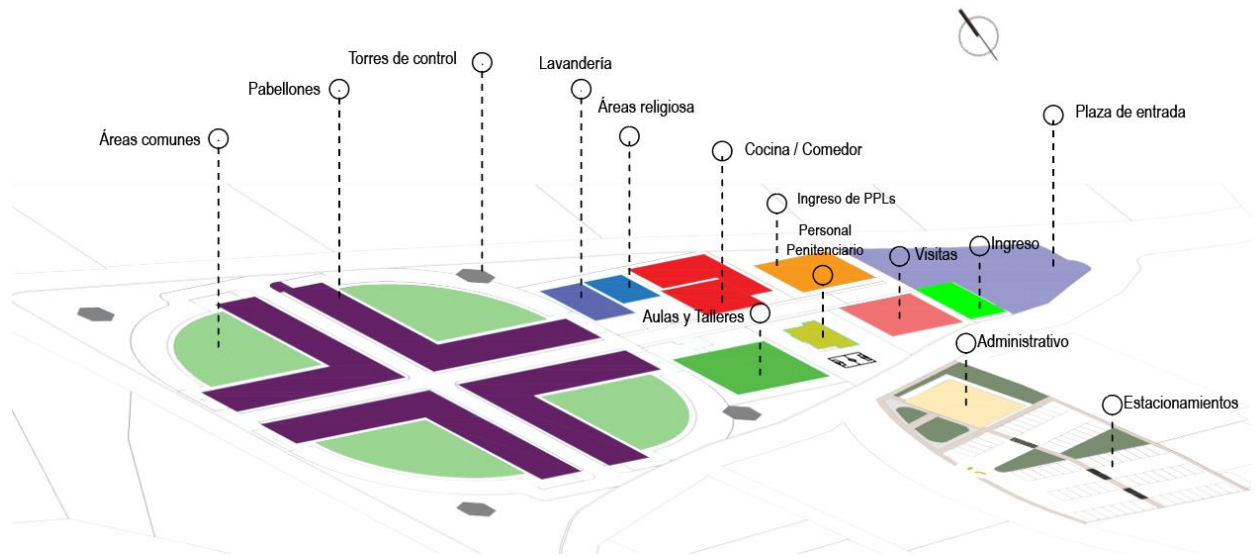 Torres de control
Lavandería
Pabellones
Áreas religiosa
Plaza de entrada
Áreas comunes
Cocina / Comedor
Ingreso de PPLs
Personal
Penitenciario
Visitas
Ingreso
Aulas y Talleres
Administrativo
Estacionamientos